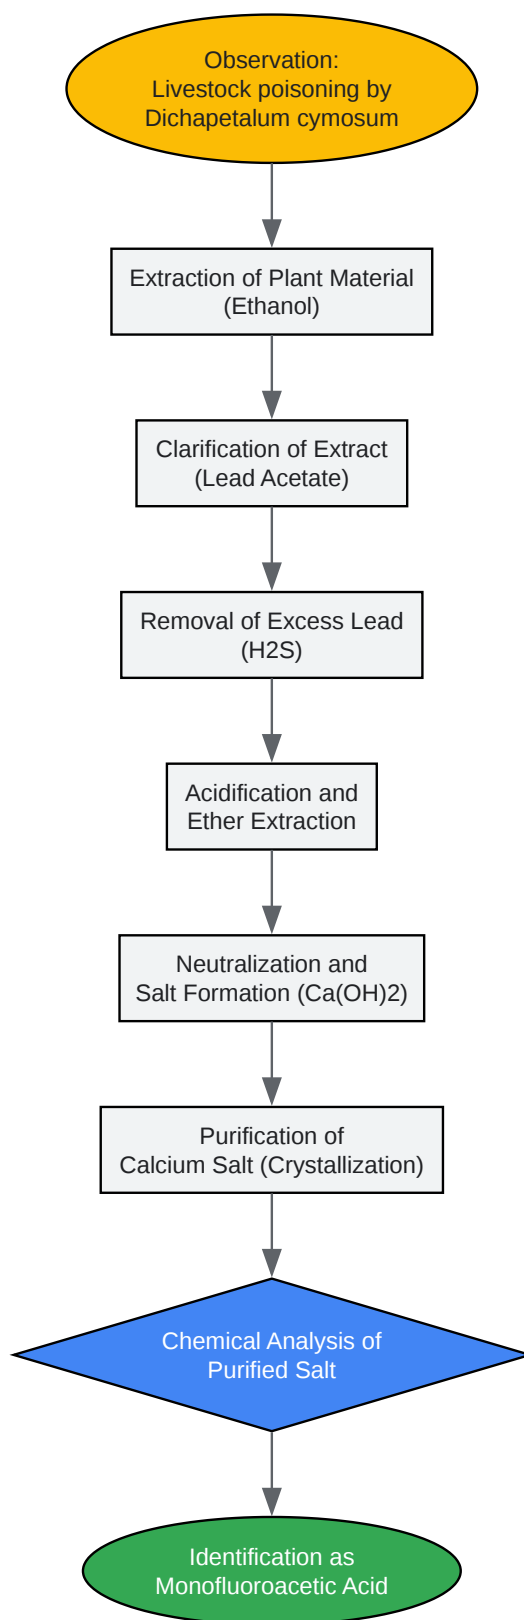 Observation:
Livestock poisoning by
Dichapetalum cymosum
Extraction of Plant Material
(Ethanol)
Clarification of Extract
(Lead Acetate)
Removal of Excess Lead
(H2S)
Acidification and
Ether Extraction
Neutralization and
Salt Formation (Ca(OH)2)
Purification of
Calcium Salt (Crystallization)
Chemical Analysis of
Purified Salt
Identification as
Monofluoroacetic Acid